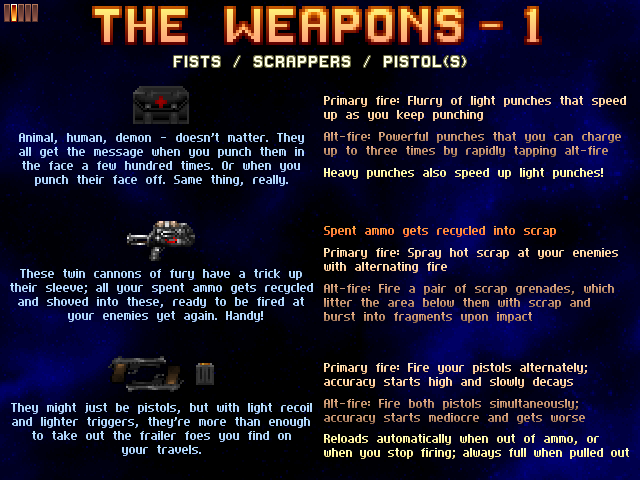 THE WEAPONS - 1
FISTS / SCRAPPERS / PISTOL(S)
Animal, human, demon - doesn't matter. They
all get the message when you punch them in
the face a few hundred times. Or when you
punch their face off. Same thing, really.
Primary fire: Flurry of light punches that speed
up as you keep punching
Alt-fire: Powerful punches that you can charge
up to three times by rapidly tapping alt-fire
Heavy punches also speed up light punches!
These twin cannons of fury have a trick up
their sleeve; all your spent ammo gets recycled
and shoved into these, ready to be fired at
your enemies yet again. Handy!
Spent ammo gets recycled into scrap
Primary fire: Spray hot scrap at your enemies
with alternating fire
Alt-fire: Fire a pair of scrap grenades, which
litter the area below them with scrap and
burst into fragments upon impact
They might just be pistols, but with light recoil
and lighter triggers, they're more than enough
to take out the frailer foes you find on
your travels.
Primary fire: Fire your pistols alternately;
accuracy starts high and slowly decays
Alt-fire: Fire both pistols simultaneously;
accuracy starts mediocre and gets worse
Reloads automatically when out of ammo, or
when you stop firing; always full when pulled out